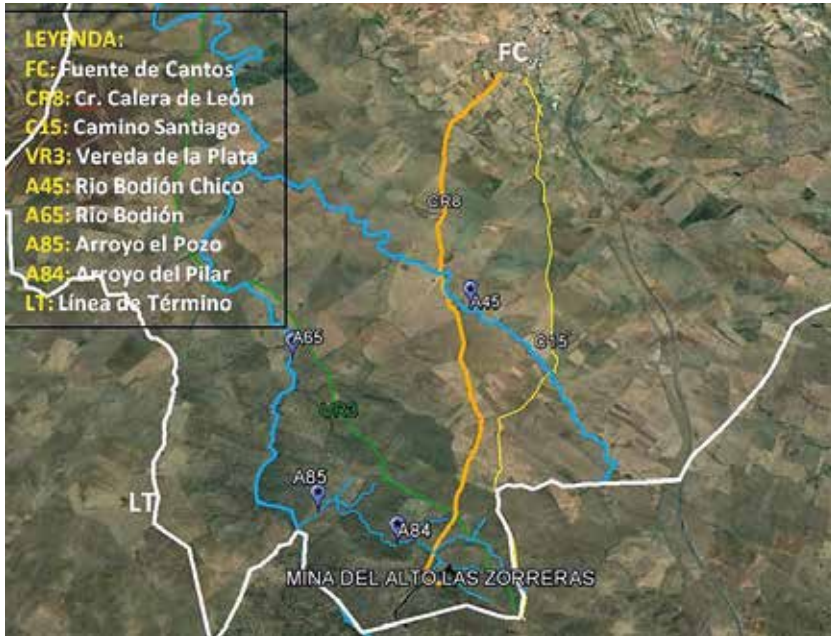 LEYENDA:
FC: Fuente de Cantos
CR8: Cr. Calera de León
C15: Camino Santiago
VR3: Vereda de la Plata
A45: Rio Bodión Chico
A65: Rio Bodión
A85: Arroyo el Pozo
A84: Arroyo del Pilar
LT: Línea de Término
FC
CR8
A45
C15
A65
VR3
A85
LT
A84
MINA DEL ALTO LAS ZORRERAS